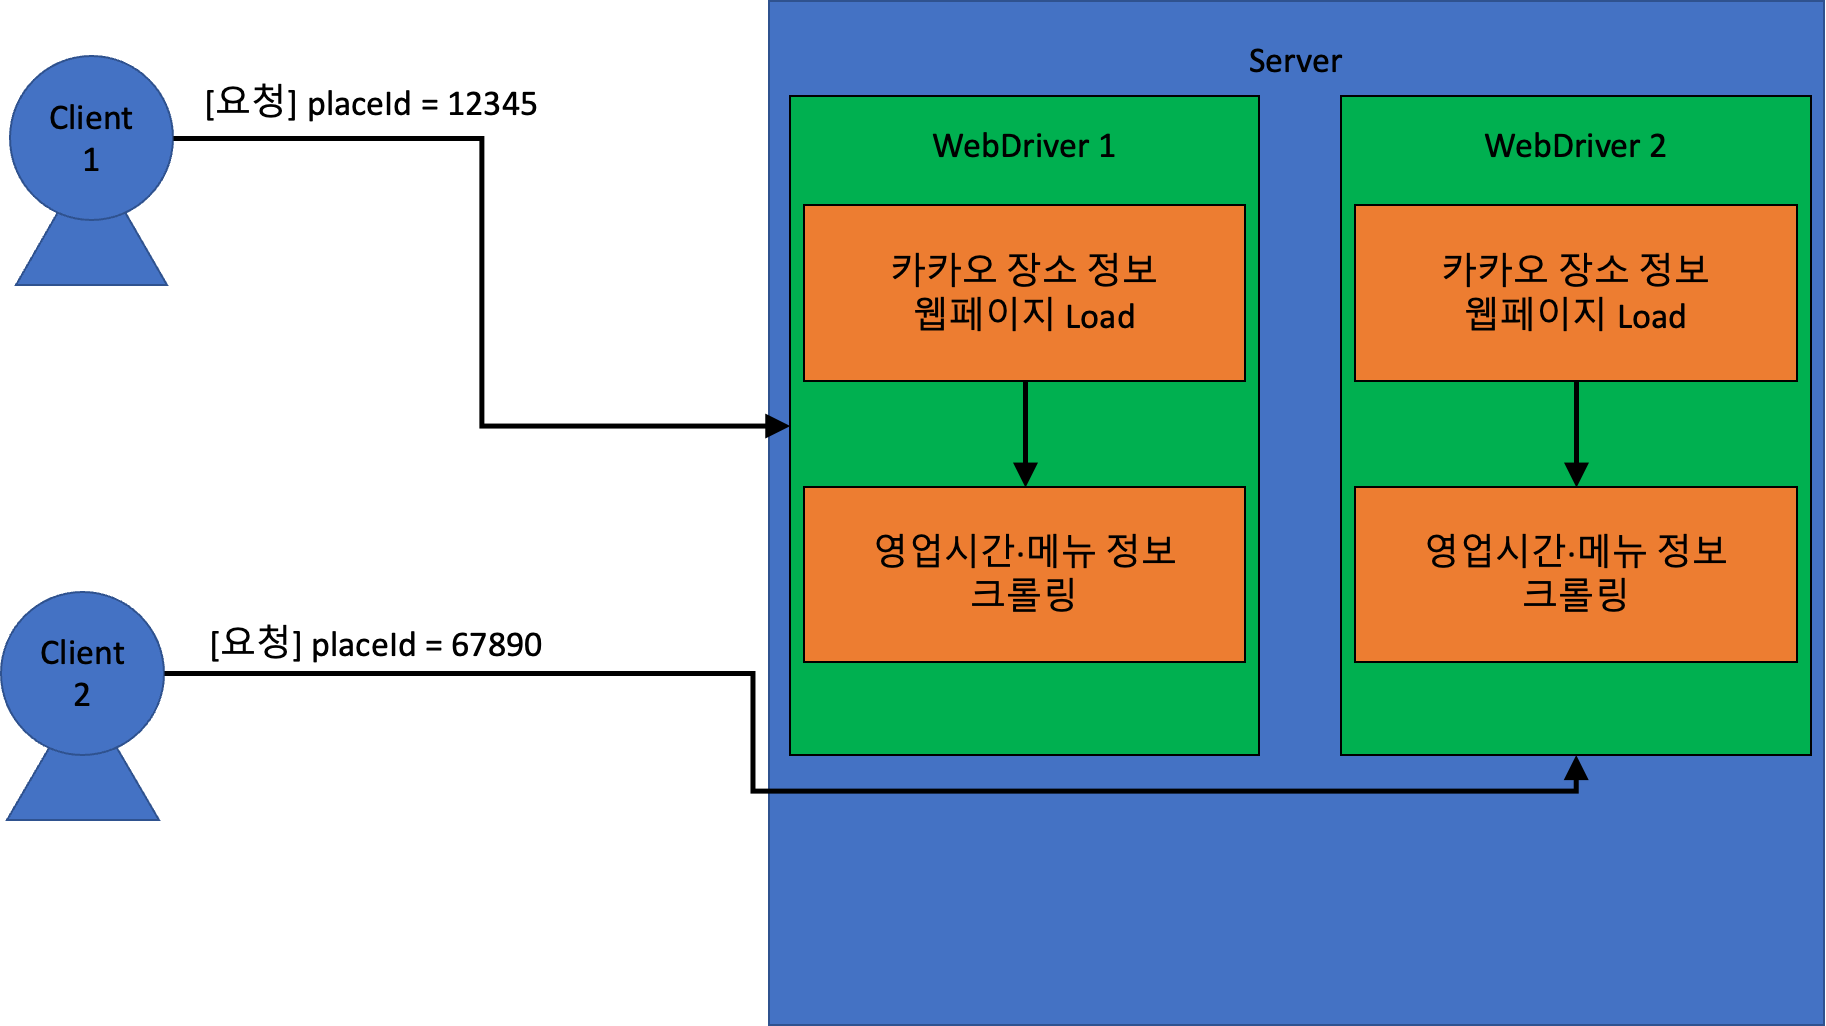 Client
1
[요청] placeId = 12345
Client
2
[요청] placeId = 67890
Server
WebDriver 1
카카오 장소 정보
웹페이지 Load
영업시간·메뉴 정보
크롤링
WebDriver 2
카카오 장소 정보
웹페이지 Load
영업시간·메뉴 정보
크롤링